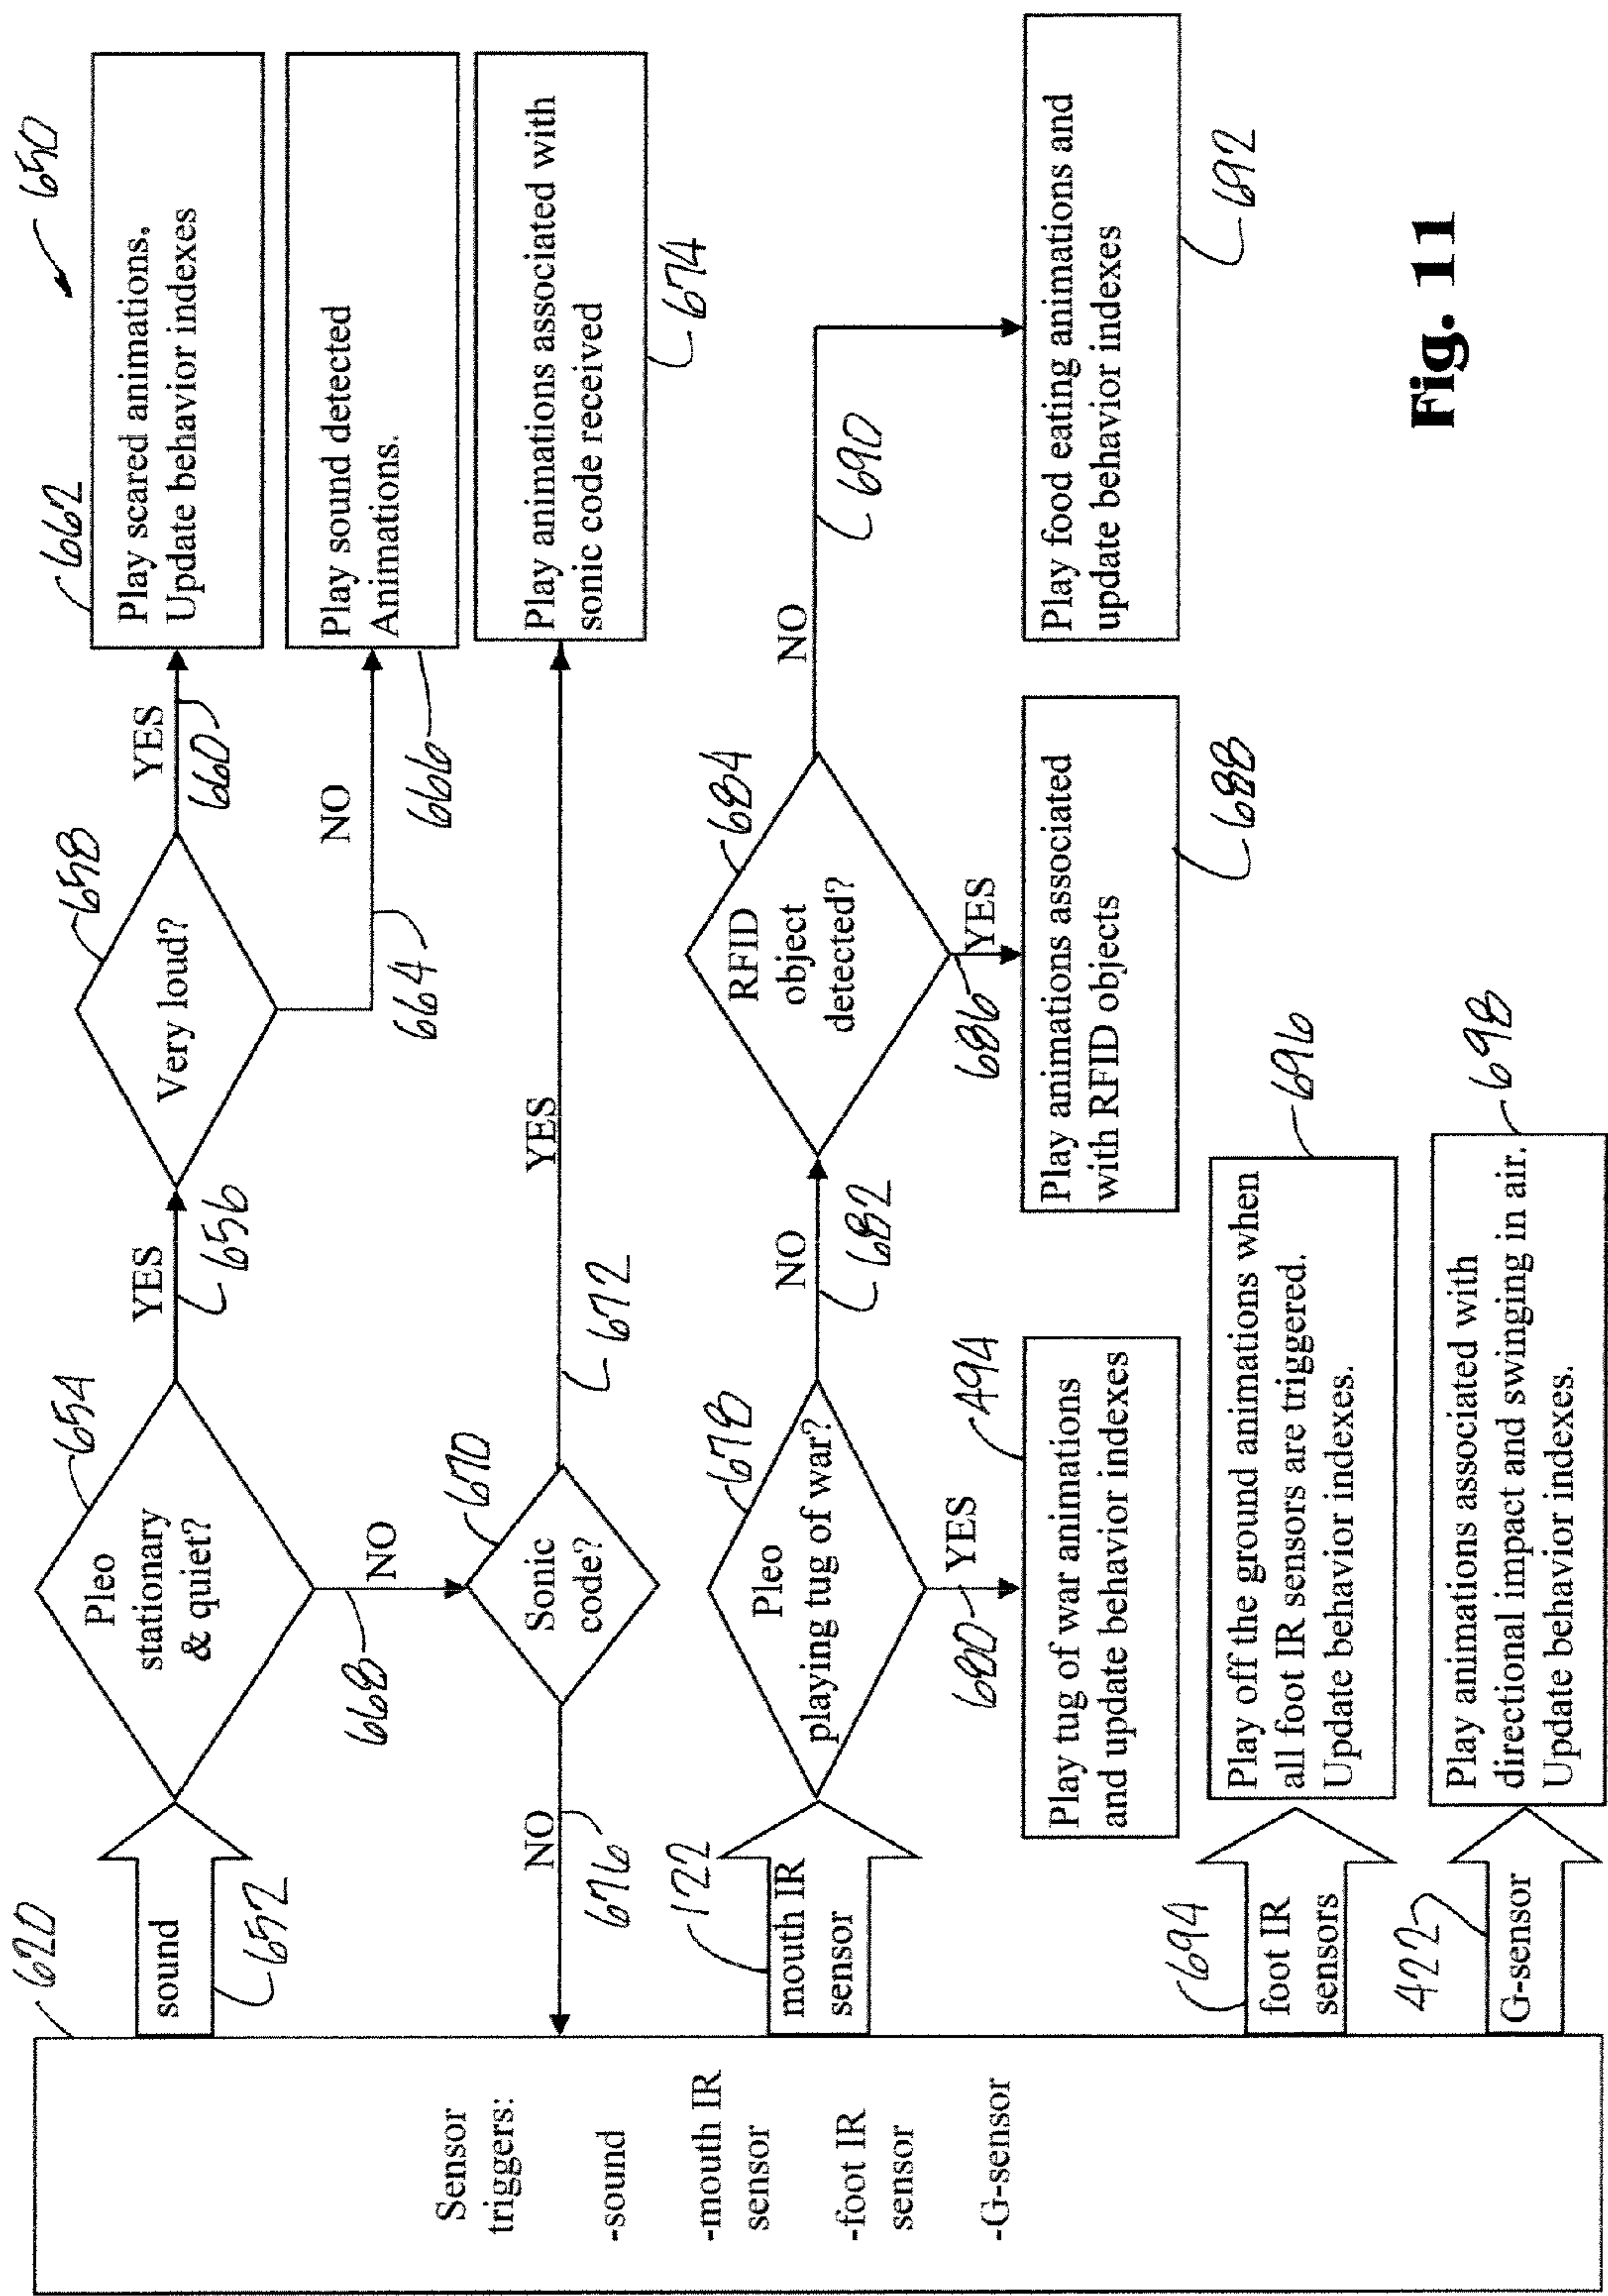 650
620
Sensor
triggers:
-sound
-mouth IR
sensor
-foot IR
sensor
-G-sensor
sound
652
Pleo
stationary
& quiet?
654
YES
656
Very loud?
658
YES
660
662
Play scared animations.
Update behavior indexes
NO
664
Play sound detected
Animations.
666
NO
668
Sonic
code?
670
YES
672
Play animations associated with
sonic code received
674
NO
676
mouth IR
sensor
122
Pleo
playing tug of war?
678
YES
680
Play tug of war animations
and update behavior indexes
494
NO
682
RFID
object
detected?
684
YES
686
Play animations associated
with RFID objects
688
NO
690
Play food eating animations and
update behavior indexes
692
foot IR
sensors
694
Play off the ground animations when
all foot IR sensors are triggered.
Update behavior indexes.
696
G-sensor
422
Play animations associated with
directional impact and swinging in air.
Update behavior indexes.
698
Fig. 11